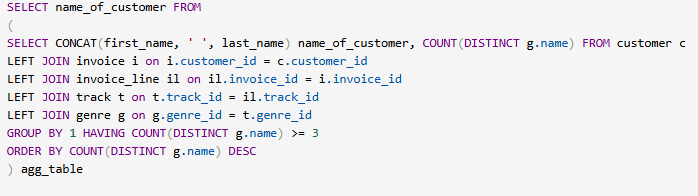 SELECT name_of_customer FROM
(
SELECT CONCAT(first_name, ' ', last_name) name_of_customer, COUNT(DISTINCT g.name) FROM customer c
LEFT JOIN invoice i on i.customer_id = c.customer_id
LEFT JOIN invoice_line il on il.invoice_id = i.invoice_id
LEFT JOIN track t on t.track_id = il.track_id
LEFT JOIN genre g on g.genre_id = t.genre_id
GROUP BY 1 HAVING COUNT(DISTINCT g.name) >= 3
ORDER BY COUNT(DISTINCT g.name) DESC
) agg_table